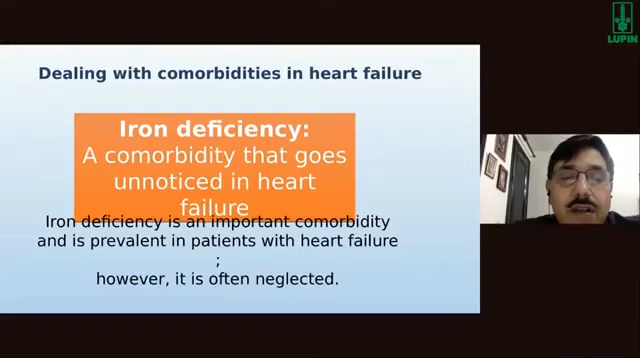 LUPIN
Dealing with comorbidities in heart failure
Iron deficiency:
A comorbidity that goes
unnoticed in heart
failure
Iron deficiency is an important comorbidity
and is prevalent in patients with heart failure
;
however, it is often neglected.